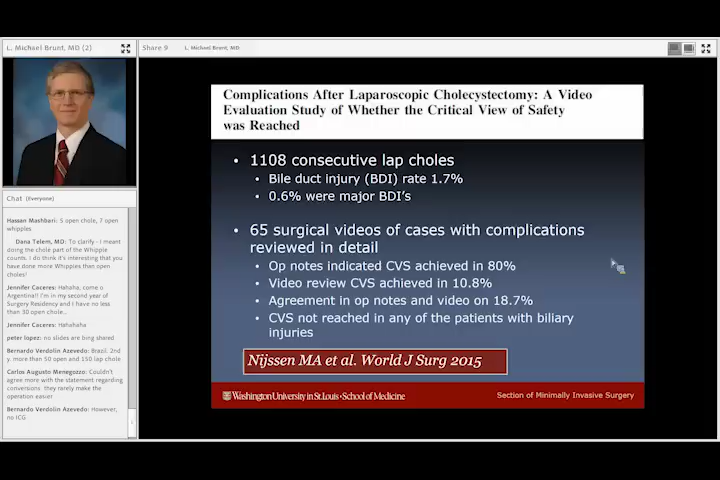 L. Michael Brunt, MD (2)
Share 9 L. Michael Brunt, MD
Complications After Laparoscopic Cholecystectomy: A Video
Evaluation Study of Whether the Critical View of Safety
was Reached
• 1108 consecutive lap choles
• Bile duct injury (BDI) rate 1.7%
• 0.6% were major BDI's
• 65 surgical videos of cases with complications
reviewed in detail
• Op notes indicated CVS achieved in 80%
• Video review CVS achieved in 10.8%
• Agreement in op notes and video on 18.7%
• CVS not reached in any of the patients with biliary
injuries
Nijssen MA et al. World J Surg 2015
Washington University in St. Louis • School of Medicine
Section of Minimally Invasive Surgery
Chat (Everyone)
Hassan Mashbari: 5 open chole, 7 open
whipples
Dana Telem, MD: To clarify - I meant
doing the chole part of the Whipple
counts. I do think it's interesting that you
have done more Whipples then open
choles!
Jennifer Caceres: Hahaha, come o
Argentina!! I'm in my second year of
Surgery Residency and I have no less
than 30 open chole...
Jennifer Caceres: Hahahaha
peter lopez: no slides are bing shared
Bernardo Verdolin Azevedo: Brazil: 2nd
y. more than 50 open and 150 lap chole
Carlos Augusto Menegozzo: Couldn't
agree more with the statement regarding
conversions they rarely make the
operation easier
Bernardo Verdolin Azevedo: However,
no ICG